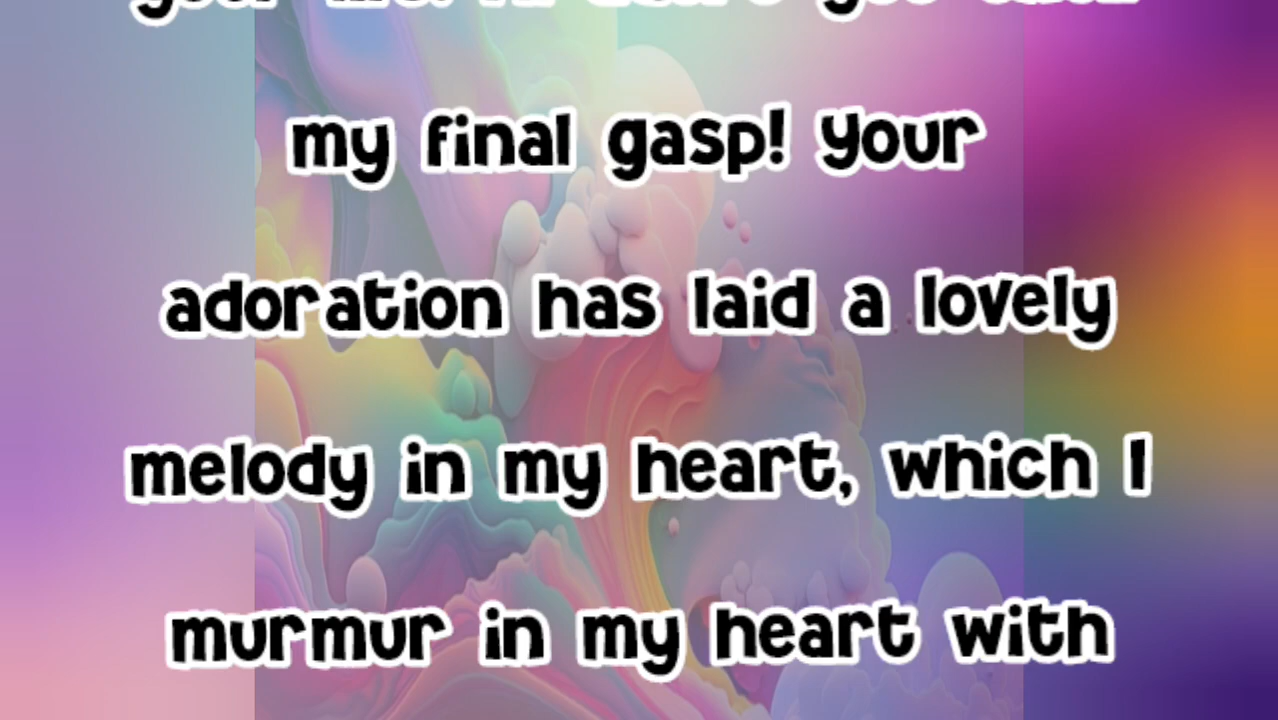 my final gasp! Your
adoration has laid a lovely
melody in my heart, which I
murmur in my heart with